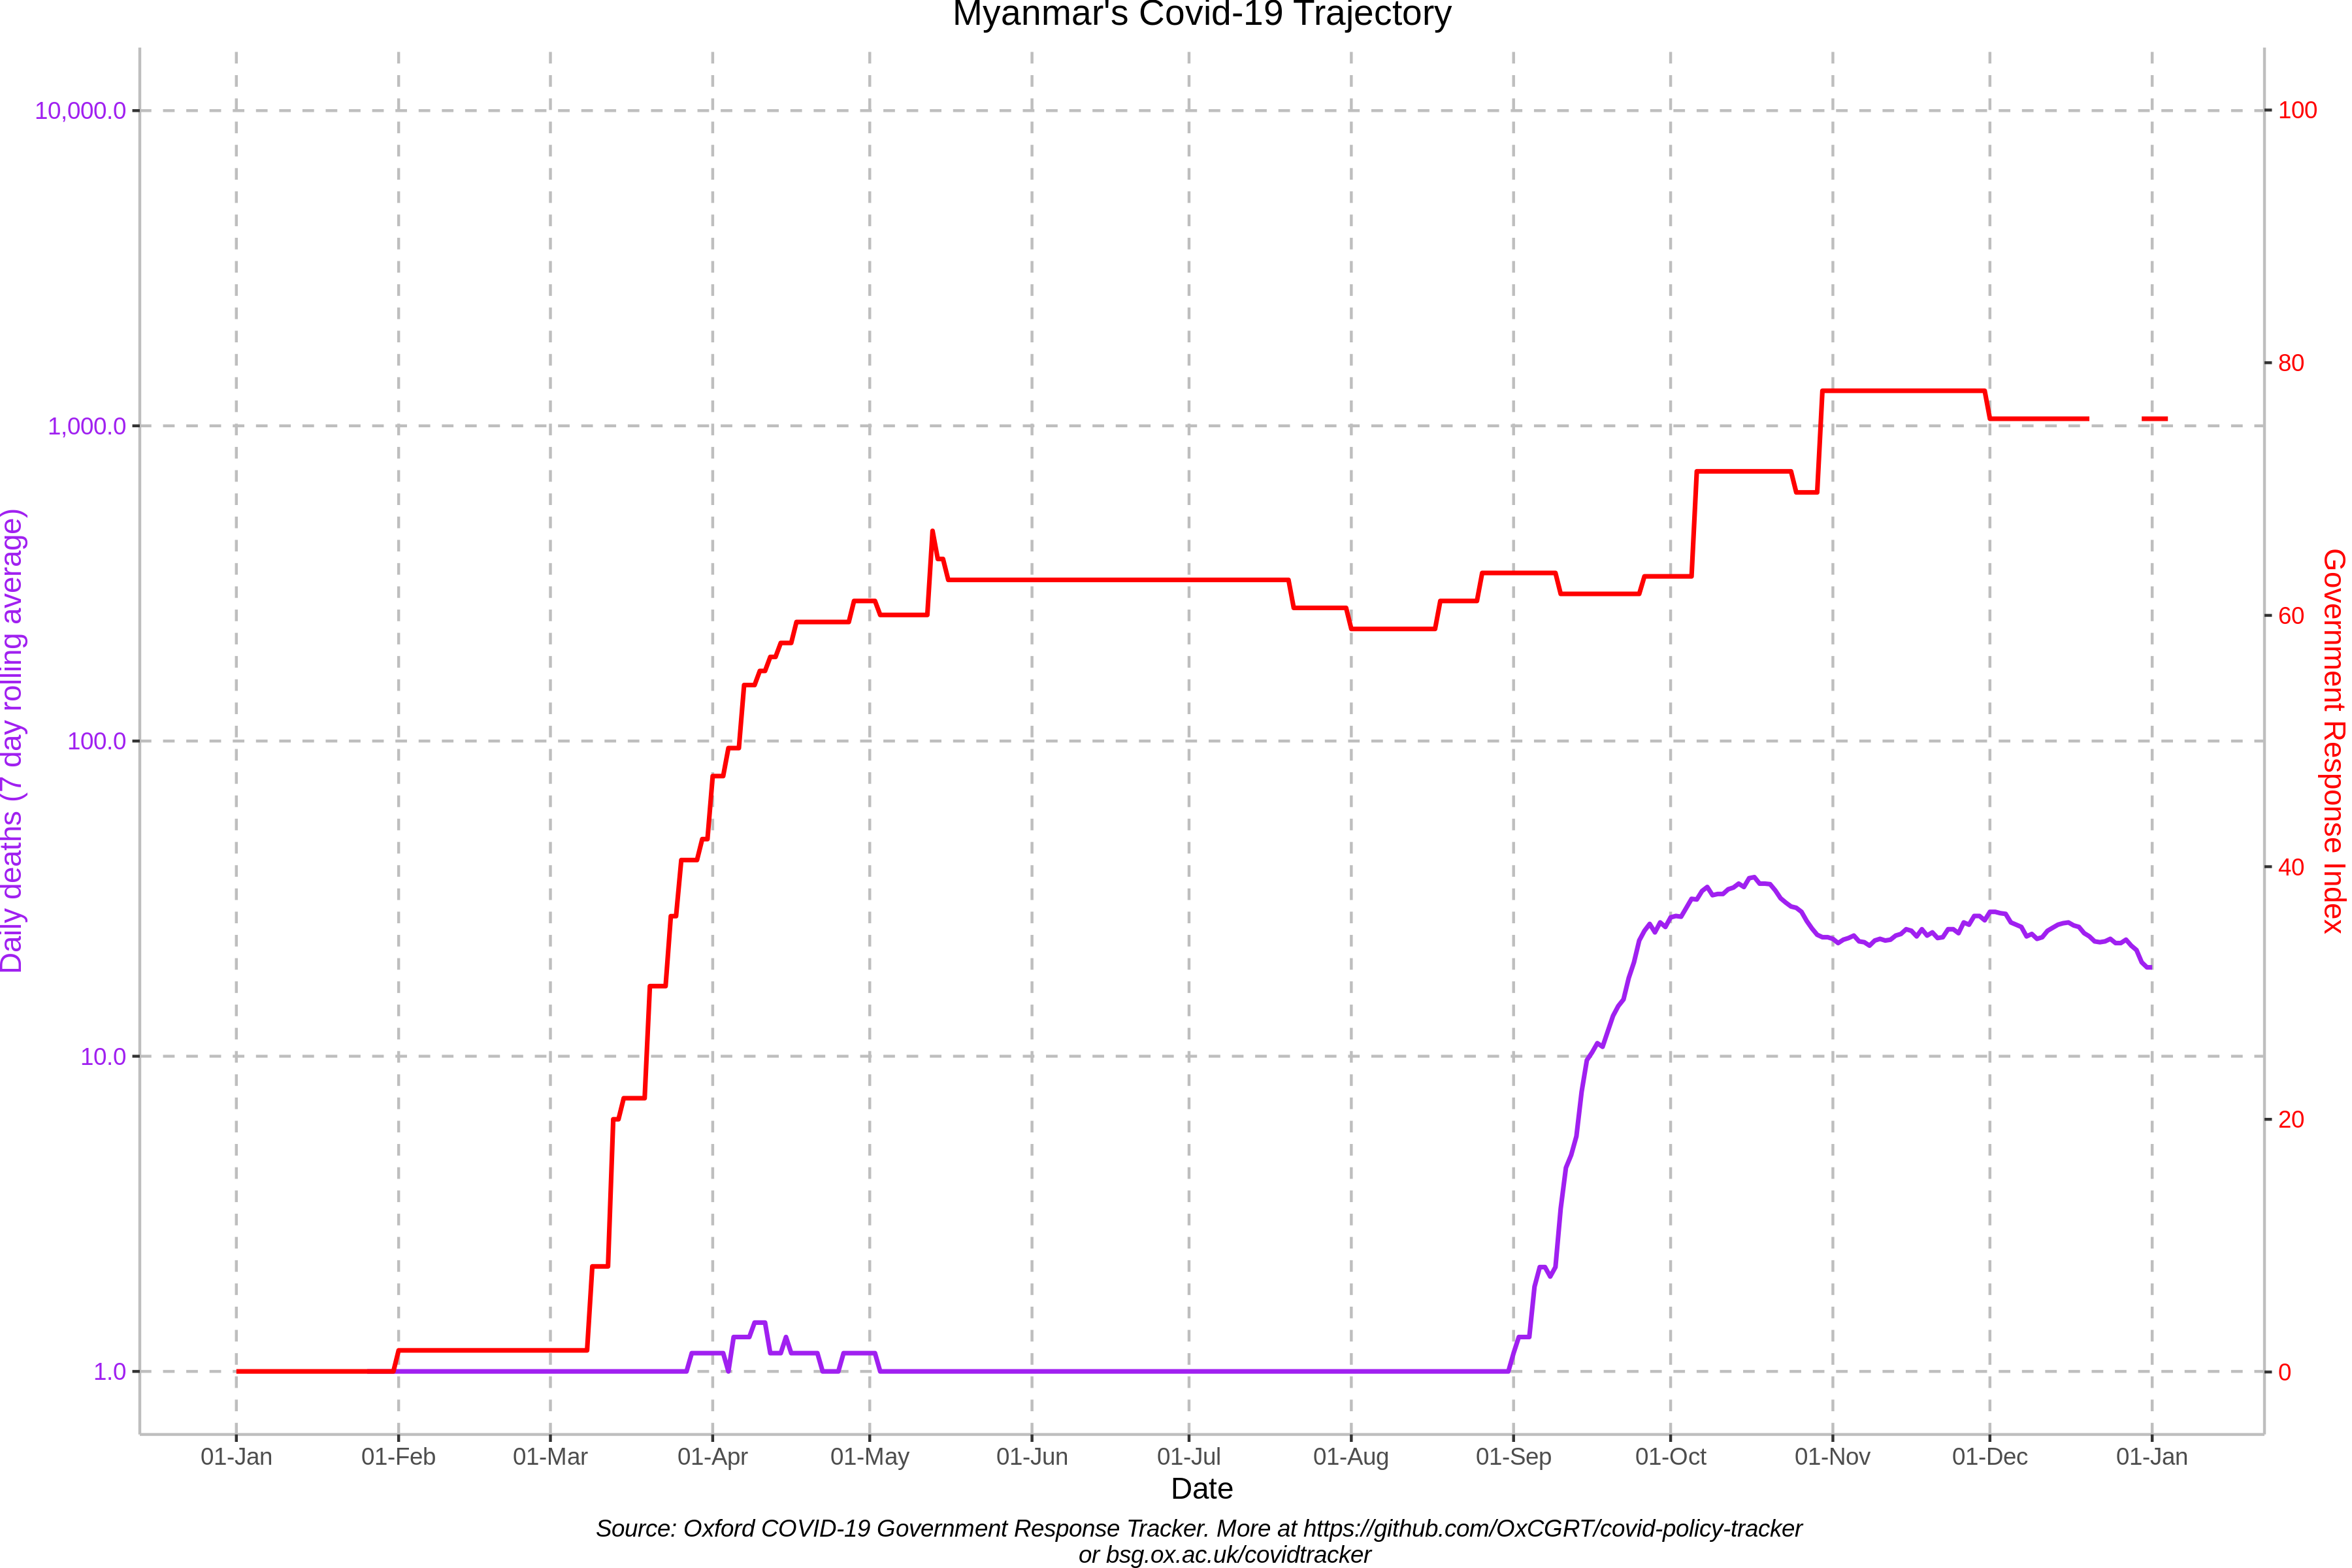 Myanmar's Covid-19 Trajectory
10,000.0
1,000.0
100.0
10.0
1.0
Daily deaths (7 day rolling average)
100
80
60
40
20
0
Government Response Index
01-Jan 01-Feb 01-Mar 01-Apr 01-May 01-Jun 01-Jul 01-Aug 01-Sep 01-Oct 01-Nov 01-Dec 01-Jan
Date
Source: Oxford COVID-19 Government Response Tracker. More at https://github.com/OxCGRT/covid-policy-tracker
or bsg.ox.ac.uk/covidtracker